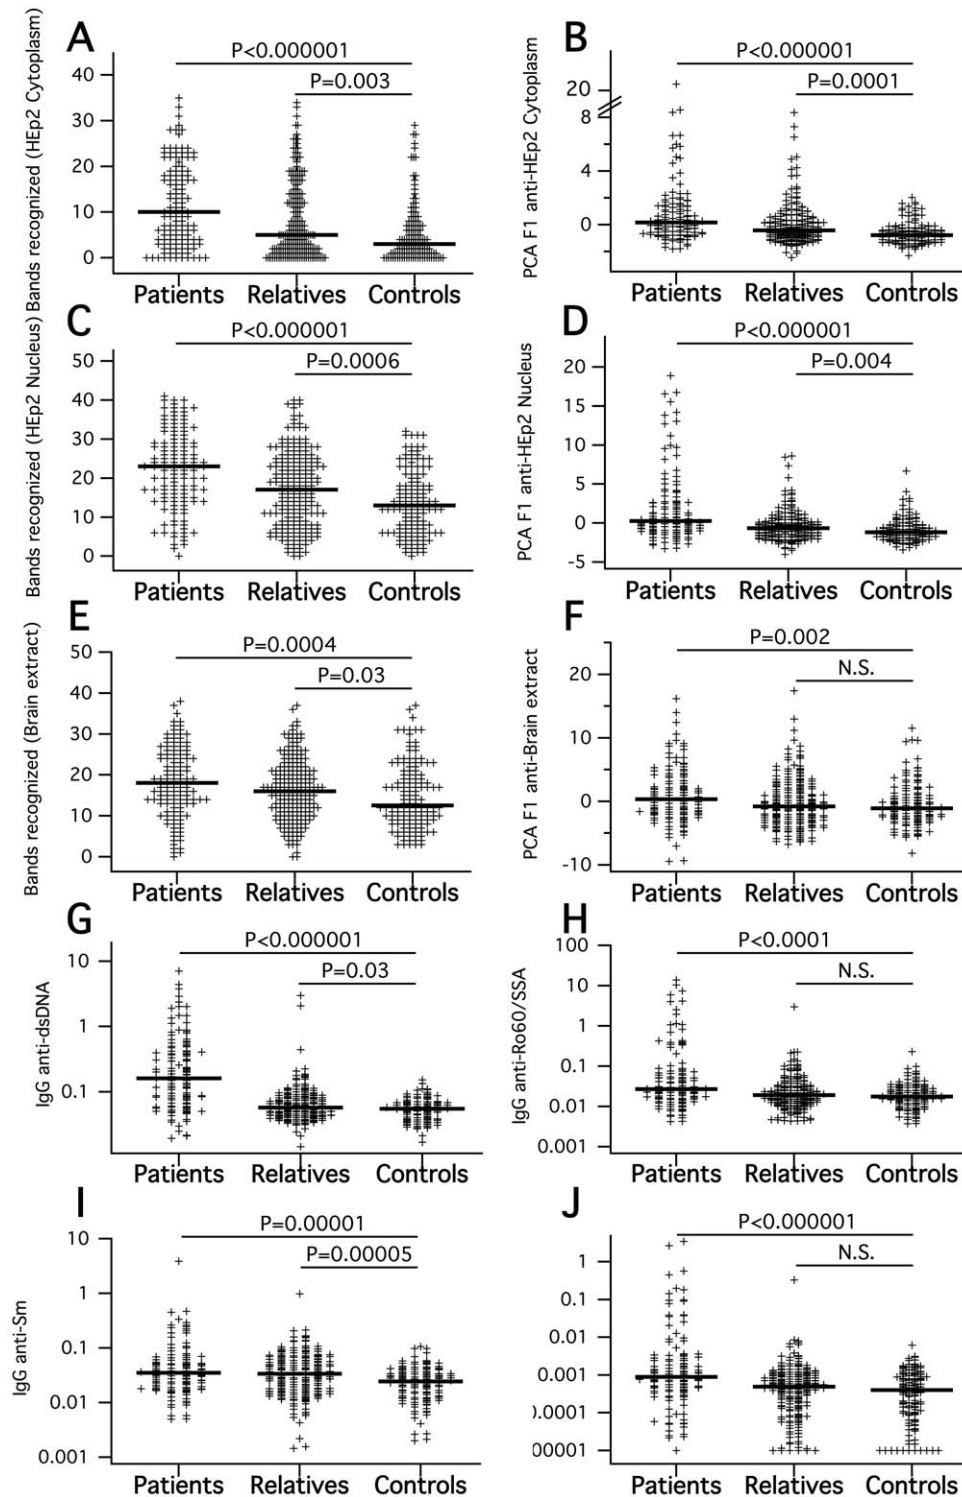 A
B
Bands recognized (HEp2 Cytoplasm)
40
30
20
10
0
P<0.000001
P=0.003
Patients Relatives Controls
PCA F1 anti-HEp2 Cytoplasm
20
8
4
0
P<0.000001
P=0.0001
Patients Relatives Controls
C
D
Bands recognized (HEp2 Nucleus)
50
40
30
20
10
0
P<0.000001
P=0.0006
Patients Relatives Controls
PCA F1 anti-HEp2 Nucleus
20
15
10
5
0
-5
P<0.000001
P=0.004
Patients Relatives Controls
E
F
Bands recognized (Brain extract)
50
40
30
20
10
0
P=0.0004
P=0.03
Patients Relatives Controls
PCA F1 anti-Brain extract
20
10
0
-10
P=0.002
N.S.
Patients Relatives Controls
G
H
IgG anti-dsDNA
10
1
0.1
P<0.000001
P=0.03
Patients Relatives Controls
IgG anti-Ro60/SSA
100
10
1
0.1
0.01
0.001
P<0.0001
N.S.
Patients Relatives Controls
I
J
IgG anti-Sm
10
1
0.1
0.01
0.001
P=0.00001
P=0.00005
Patients Relatives Controls
1
0.1
0.01
0.001
0.0001
00001
P<0.000001
N.S.
Patients Relatives Controls